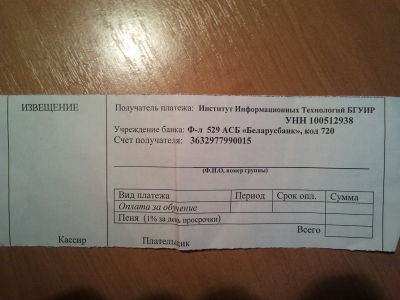 ИЗВЕЩЕНИЕ
Получатель платежа: Институт Информационных Технологий БГУИР
УНН 100512938
Учреждение банка: Ф-л 529 АСБ «Беларусбанк», код 720
Счет получателя: 3632977990015
(Ф.И.О, номер группы)
Вид платежа Период Срок опл. Сумма
Оплата за обучение
Пеня (1% за день просрочки)
Всего
Кассир Плательщик